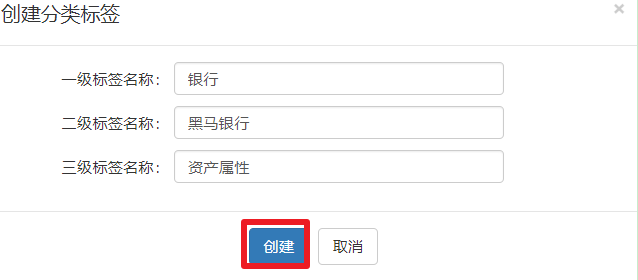 创建分类标签 ×
一级标签名称： 银行
二级标签名称： 黑马银行
三级标签名称： 资产属性
创建 取消